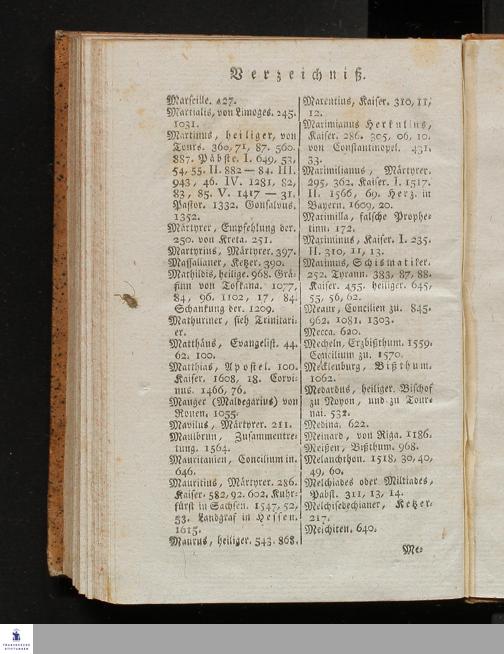 Verzeichniß.
Marseille. 427.
Martialis, von Limoges. 245.
1031.
Martinus, heiliger, von
Tours. 360, 71, 87. 560.
887. Päbste. I. 649, 53,
54, 55. II. 882 — 84. III.
943, 46. IV. 1281, 82,
83, 85. V. 1417 — 31.
Pastor. 1332. Gonsalvus.
1352.
Märtyrer, Empfehlung der.
250. von Kreta. 251.
Martyrius, Märtyrer. 397.
Massalianer, Ketzer. 390.
Mathildis, heilige. 968. Grä-
finn von Toskana. 1077,
84, 96. 1102, 17, 84.
Schankung der. 1209.
Mathuriner, sieh Trinitari-
er.
Matthäus, Evangelist. 44.
62. 100.
Matthias, Apostel. 100.
Kaiser. 1608, 18. Corvi-
nus. 1466, 76.
Mauger (Maldegarius) von
Rouen. 1055.
Mavilus, Märtyrer. 211.
Maulbrun, Zusammentre-
tung. 1564.
Mauritanien, Concilium in.
646.
Mauritius, Märtyrer. 286.
Kaiser. 582, 92. 602. Kuhr-
fürst in Sachsen. 1547, 52,
53. Landgraf in Hessen.
1615.
Maurus, heiliger. 543. 868.
Maxentius, Kaiser. 310, 11,
12.
Maximianus Herkulius,
Kaiser. 286. 305, 06, 10.
von Constantinopel. 431,
33.
Maximilianus, Märtyrer.
295, 362. Kaiser. I. 1517.
II. 1566, 69. Herz. in
Bayern. 1609, 20.
Maximilla, falsche Prophe-
tinn. 172.
Maximinus, Kaiser. I. 235.
II. 310, 11, 13.
Maximus, Schismatiker.
252. Tyrann. 383, 87, 88.
Kaiser. 455. heiliger. 645,
55, 56, 62.
Meaux, Concilien zu. 845.
962. 1081. 1303.
Mecca. 620.
Mecheln, Erzbißthum. 1559.
Concilium zu. 1570.
Mecklenburg, Bißthum.
1062.
Medardus, heiliger. Bischof
zu Noyon, und zu Tour-
nai. 532.
Medina. 622.
Meinard, von Riga. 1186.
Meißen, Bißthum. 968.
Melanchthon. 1518, 30, 40,
49, 60.
Melchiades oder Miltiades,
Pabst. 311, 13, 14.
Melchisedechianer, Ketzer.
217.
Melchiten. 640.
Me-